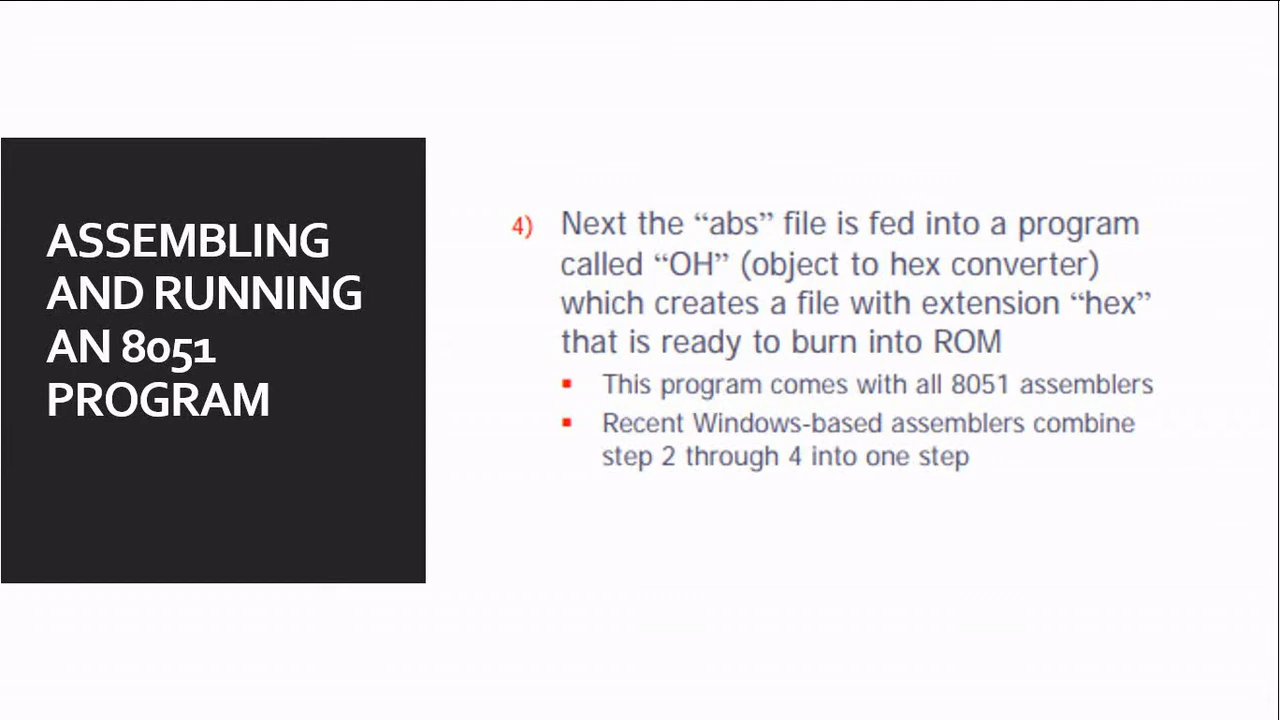 ASSEMBLING
AND RUNNING
AN 8051
PROGRAM
4) Next the “abs” file is fed into a program
called “OH” (object to hex converter)
which creates a file with extension “hex”
that is ready to burn into ROM
▪ This program comes with all 8051 assemblers
▪ Recent Windows-based assemblers combine
step 2 through 4 into one step